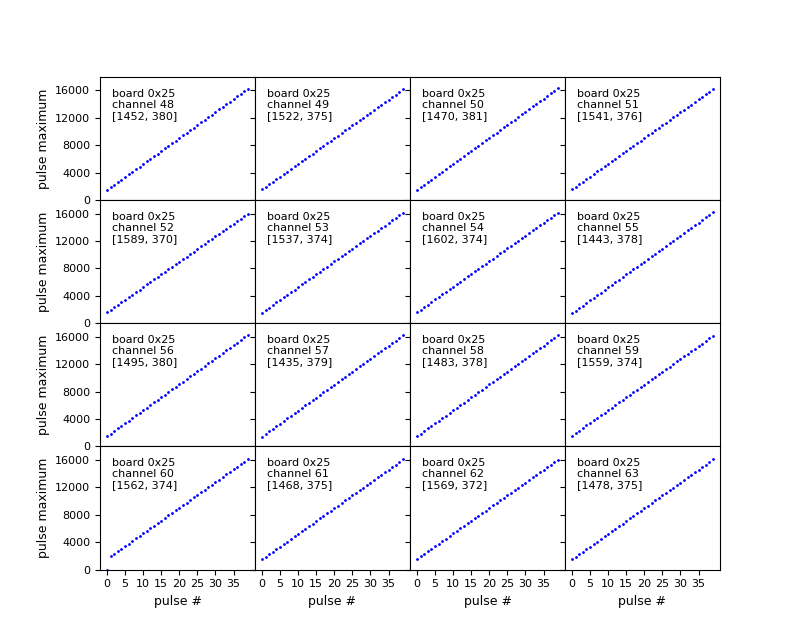 pulse maximum
16000
12000
8000
4000
0
board 0x25
channel 48
[1452, 380]
board 0x25
channel 49
[1522, 375]
board 0x25
channel 50
[1470, 381]
board 0x25
channel 51
[1541, 376]
pulse maximum
16000
12000
8000
4000
0
board 0x25
channel 52
[1589, 370]
board 0x25
channel 53
[1537, 374]
board 0x25
channel 54
[1602, 374]
board 0x25
channel 55
[1443, 378]
pulse maximum
16000
12000
8000
4000
0
board 0x25
channel 56
[1495, 380]
board 0x25
channel 57
[1435, 379]
board 0x25
channel 58
[1483, 378]
board 0x25
channel 59
[1559, 374]
pulse maximum
16000
12000
8000
4000
0
board 0x25
channel 60
[1562, 374]
board 0x25
channel 61
[1468, 375]
board 0x25
channel 62
[1569, 372]
board 0x25
channel 63
[1478, 375]
0 5 10 15 20 25 30 35
0 5 10 15 20 25 30 35
0 5 10 15 20 25 30 35
0 5 10 15 20 25 30 35
pulse #
pulse #
pulse #
pulse #